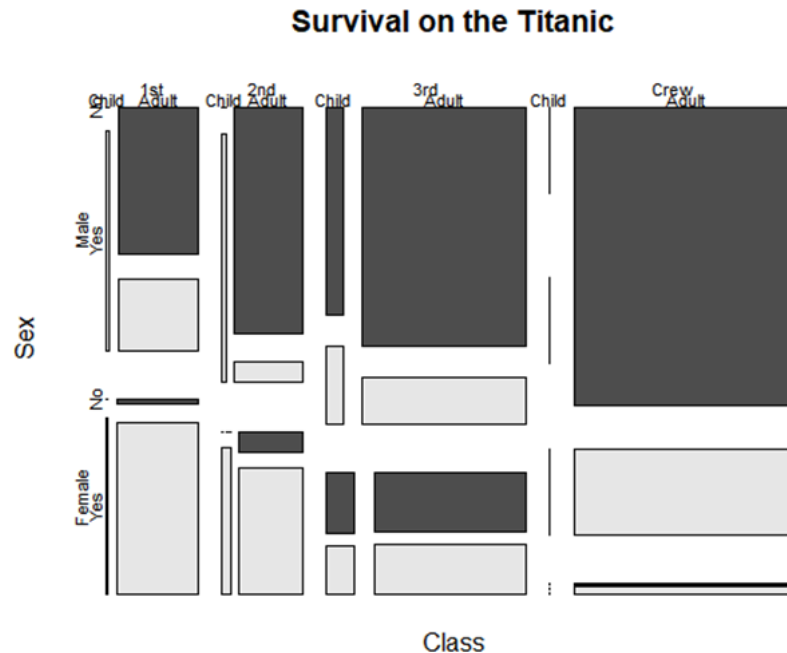 Survival on the Titanic
1st 2nd 3rd Crew
Child Adult Child Adult Child Adult Child Adult
No
Male
Yes
No
Female
Yes
Sex
Class